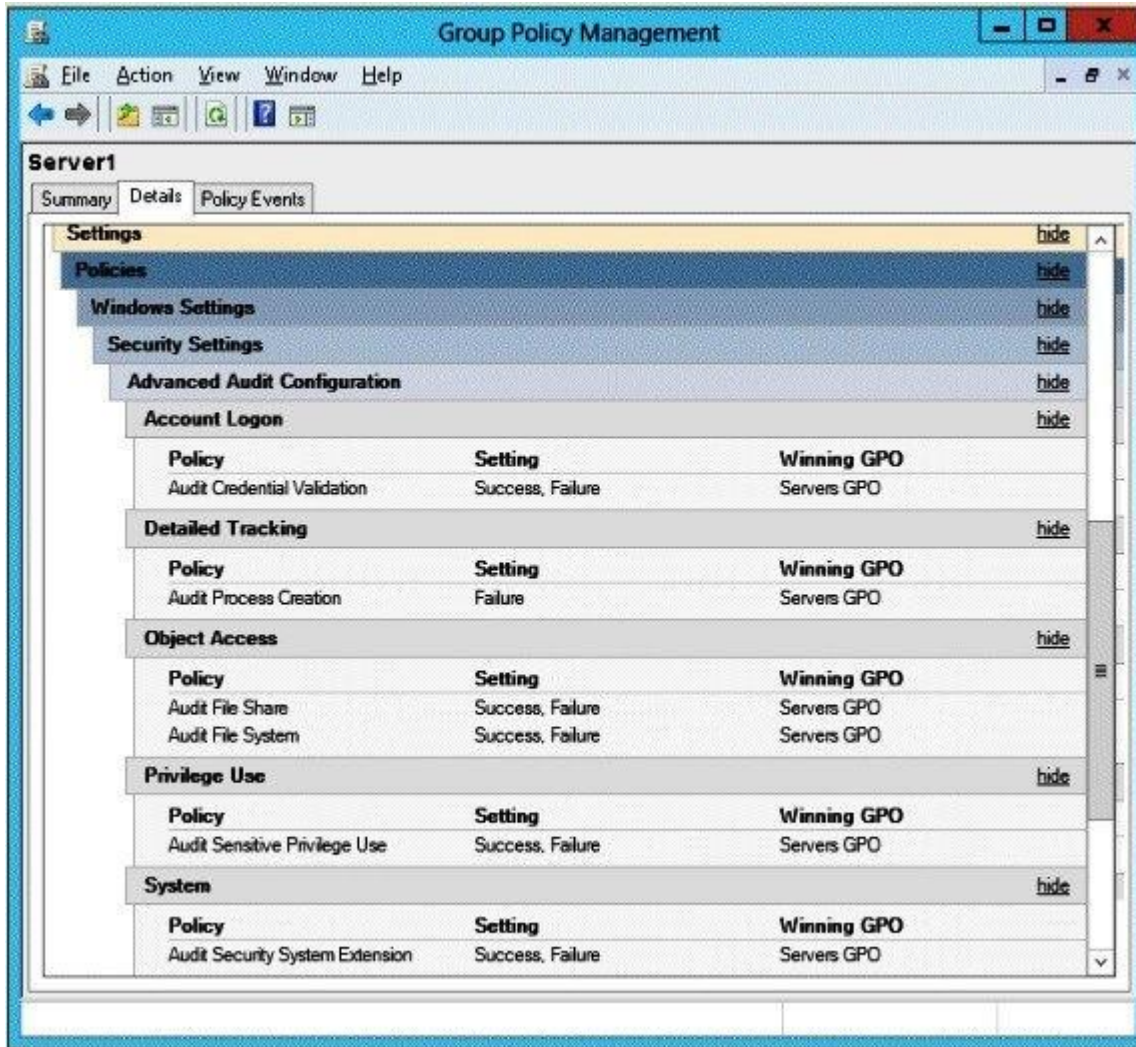 Group Policy Management
File Action View Window Help
Server1
Summary Details Policy Events
Settings hide
Policies hide
Windows Settings hide
Security Settings hide
Advanced Audit Configuration hide
Account Logon hide
Policy Setting Winning GPO
Audit Credential Validation Success, Failure Servers GPO
Detailed Tracking hide
Policy Setting Winning GPO
Audit Process Creation Failure Servers GPO
Object Access hide
Policy Setting Winning GPO
Audit File Share Success, Failure Servers GPO
Audit File System Success, Failure Servers GPO
Privilege Use hide
Policy Setting Winning GPO
Audit Sensitive Privilege Use Success, Failure Servers GPO
System hide
Policy Setting Winning GPO
Audit Security System Extension Success, Failure Servers GPO